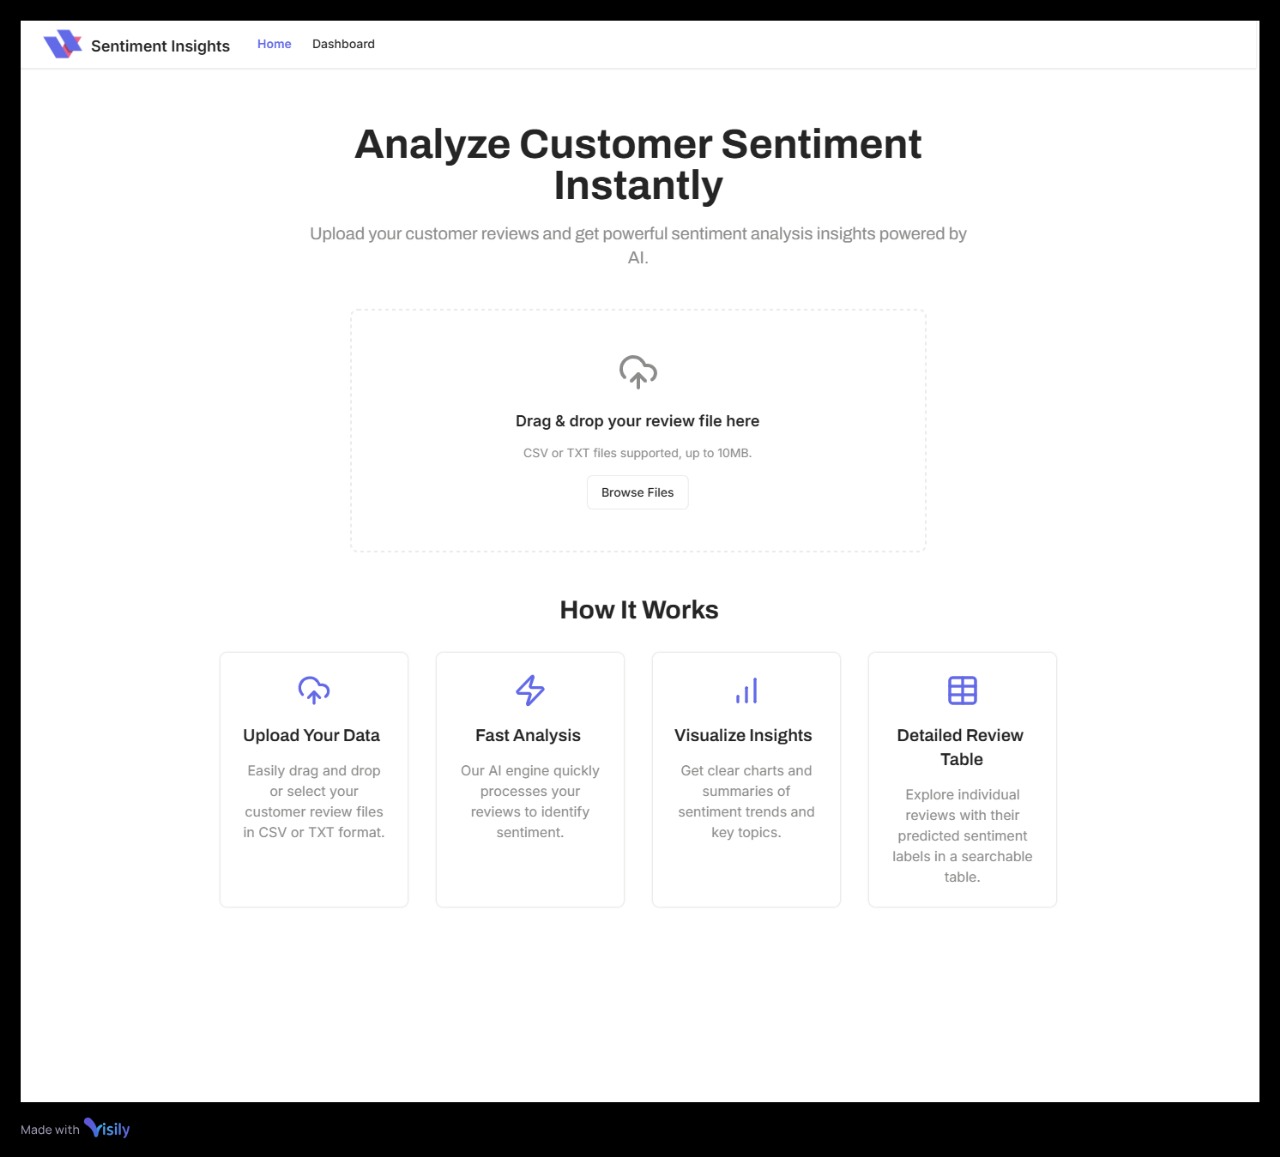 Sentiment Insights
Home
Dashboard
Analyze Customer Sentiment
Instantly
Upload your customer reviews and get powerful sentiment analysis insights powered by
AI.
Drag & drop your review file here
CSV or TXT files supported, up to 10MB.
Browse Files
How It Works
Upload Your Data
Easily drag and drop
or select your
customer review files
in CSV or TXT format.
Fast Analysis
Our AI engine quickly
processes your
reviews to identify
sentiment.
Visualize Insights
Get clear charts and
summaries of
sentiment trends and
key topics.
Detailed Review
Table
Explore individual
reviews with their
predicted sentiment
labels in a searchable
table.
Made with Visily